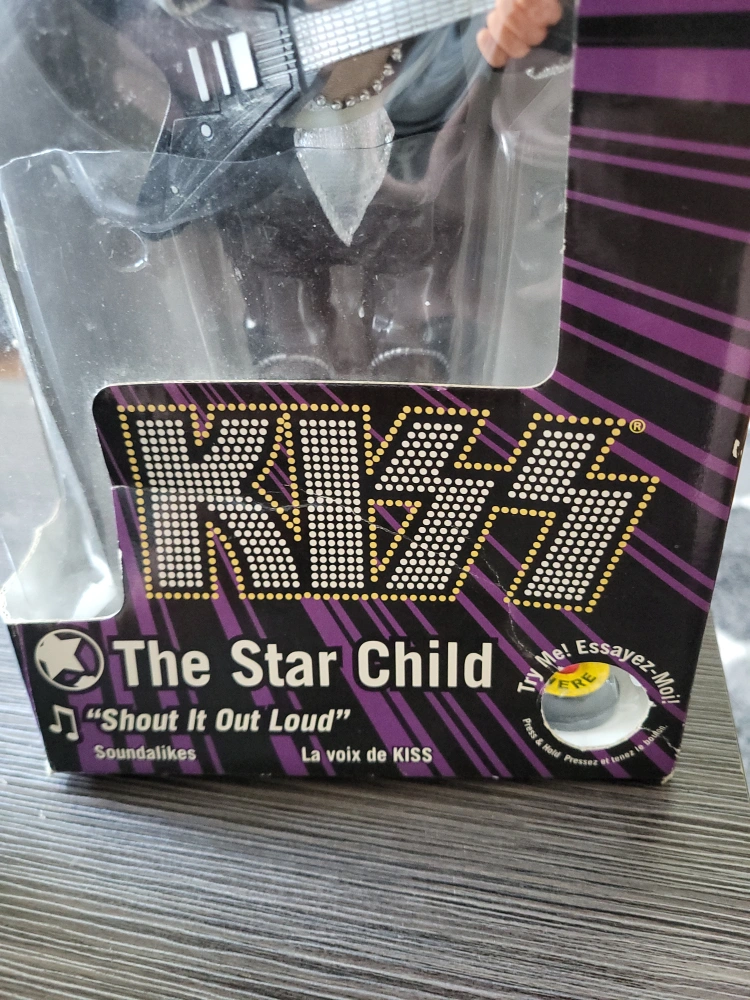 KISS®
The Star Child
"Shout It Out Loud"
Soundalikes
La voix de KISS
Try Me! Essayez-Moi!
HERE
Press & Hold Pressez et tenez le bouton.